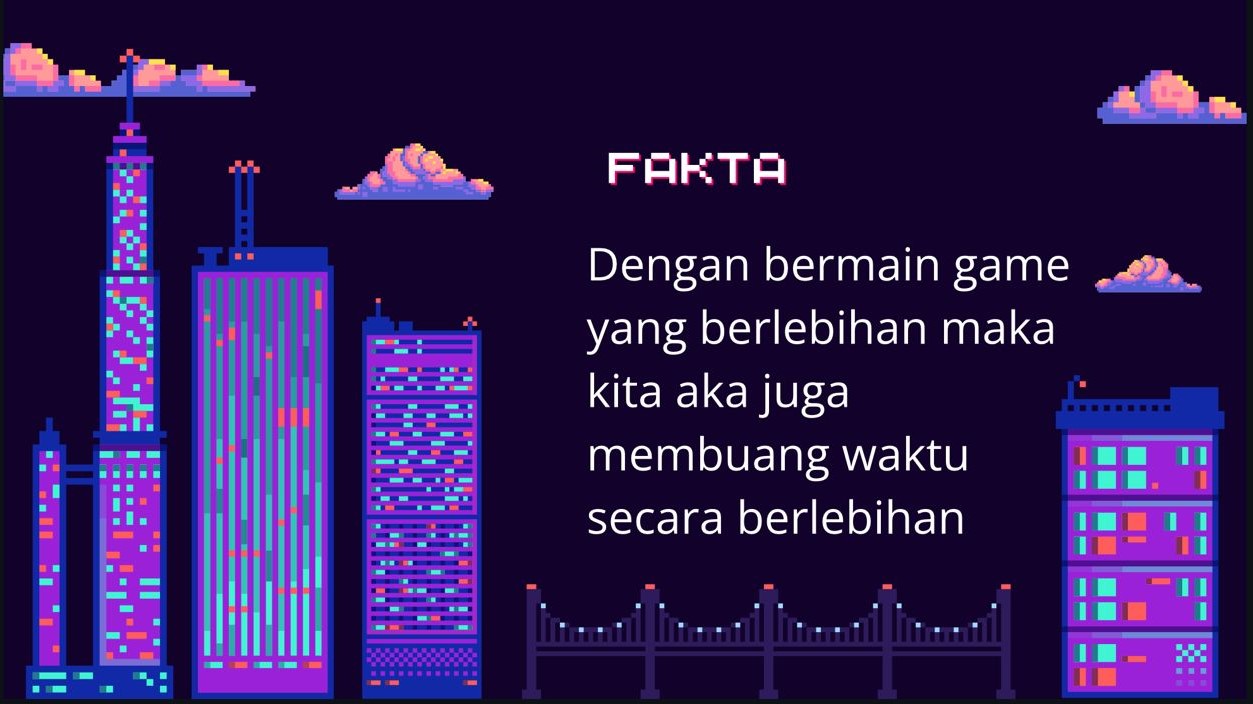 FAKTA
Dengan bermain game
yang berlebihan maka
kita aka juga
membuang waktu
secara berlebihan